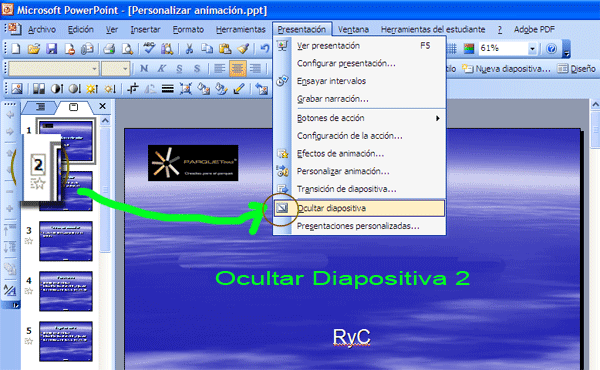 Microsoft PowerPoint - [Personalizar animación.ppt]
Archivo Edición Ver Insertar Formato Herramientas Presentación Ventana Herramientas del estudiante ? Adobe PDF
61%
N K S S
Nueva diapositiva... Diseño
Ver presentación F5
Configurar presentación...
Ensayar intervalos
Grabar narración...
Botones de acción
Configuración de la acción...
Efectos de animación...
Personalizar animación...
Transición de diapositiva...
Ocultar diapositiva
Presentaciones personalizadas...
1
2
3
4
5
PARQUET
Ocultar Diapositiva 2
RyC